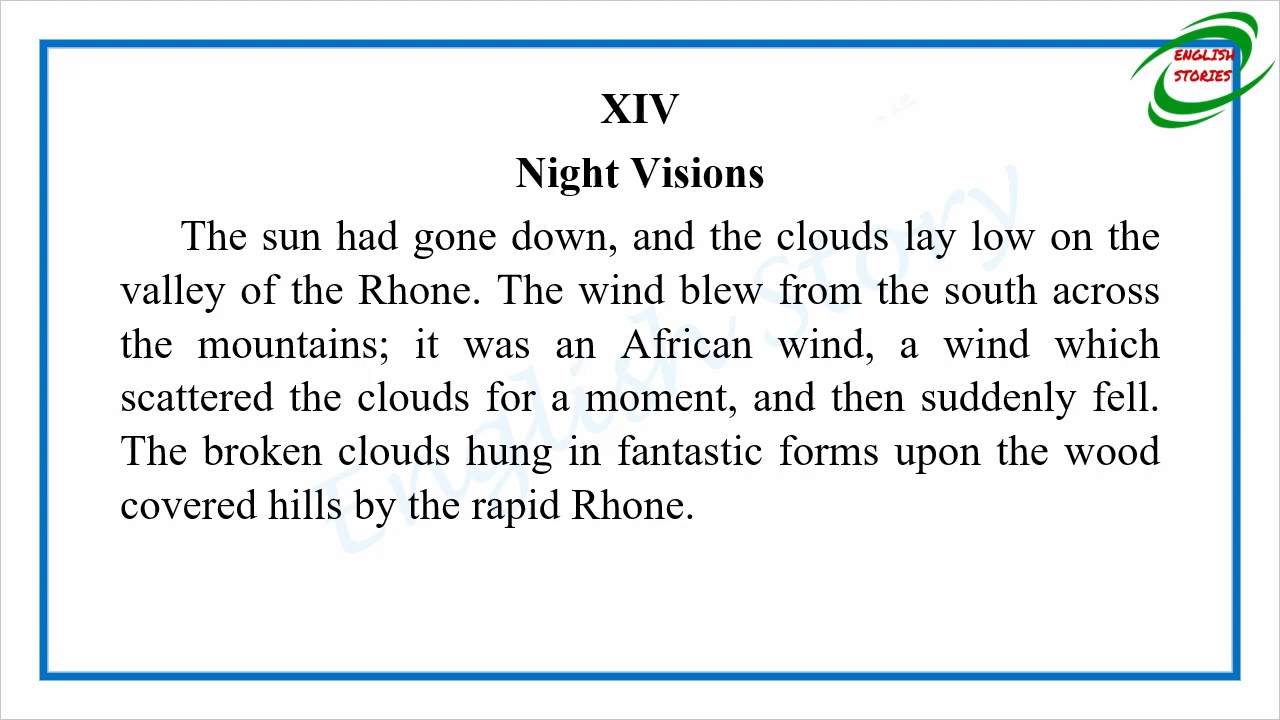 ENGLISH
STORIES
XIV
Night Visions
The sun had gone down, and the clouds lay low on the
valley of the Rhone. The wind blew from the south across
the mountains; it was an African wind, a wind which
scattered the clouds for a moment, and then suddenly fell.
The broken clouds hung in fantastic forms upon the wood
covered hills by the rapid Rhone.
English Story